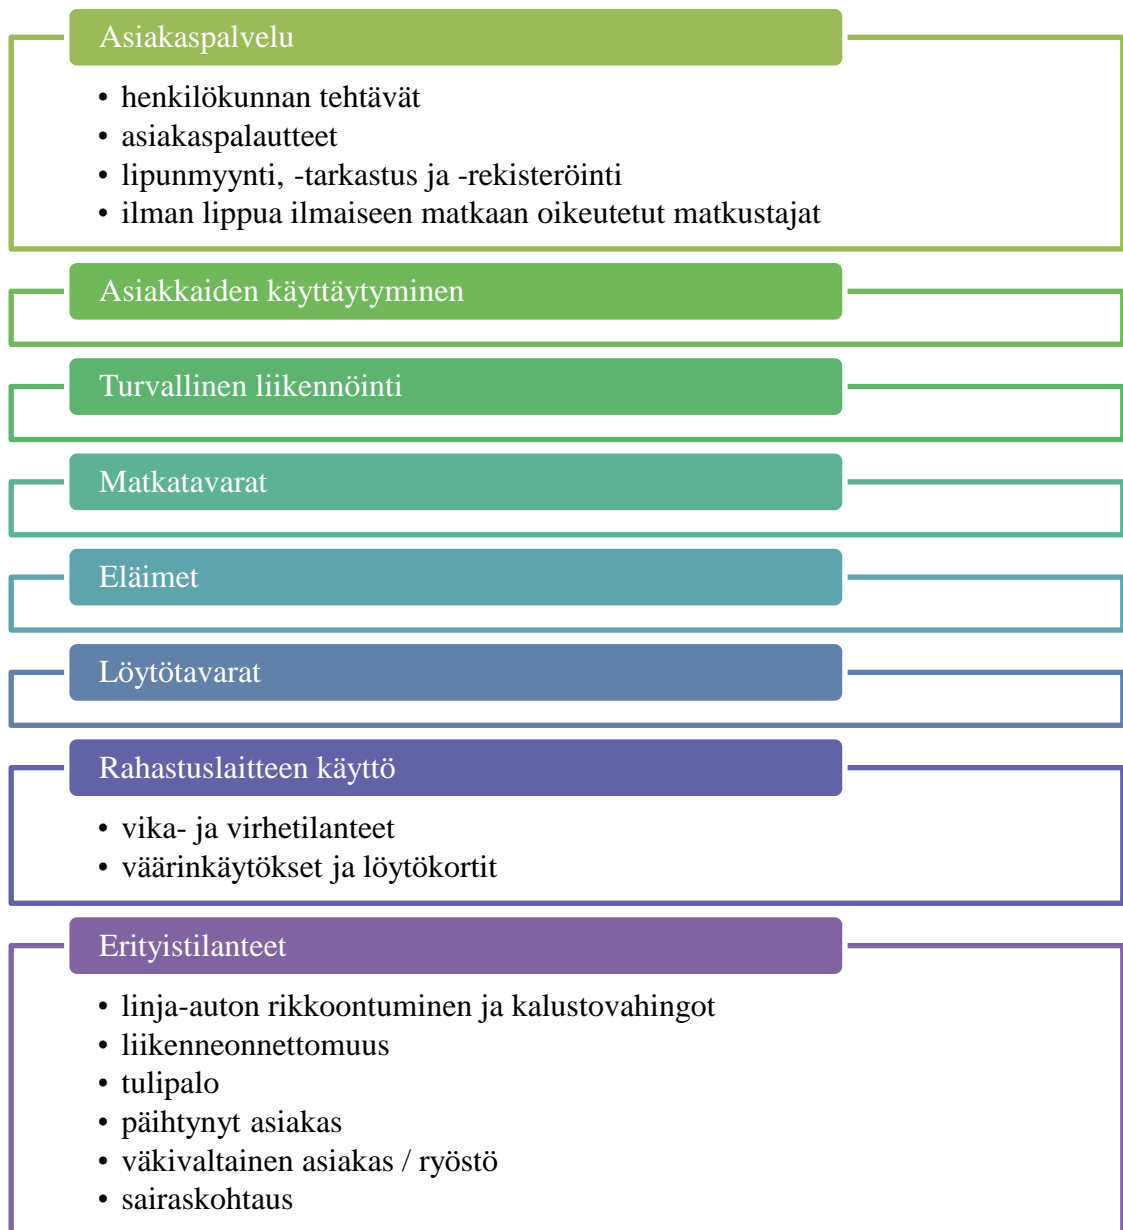 Asiakaspalvelu
• henkilökunnan tehtävät
• asiakaspalautteet
• lipunmyynti, -tarkastus ja -rekisteröinti
• ilman lippua ilmaiseen matkaan oikeutetut matkustajat
Asiakkaiden käyttäytyminen
Turvallinen liikennöinti
Matkatavarat
Eläimet
Löytötavarat
Rahastuslaitteen käyttö
• vika- ja virhetilanteet
• väärinkäytökset ja löytökortit
Erityistilanteet
• linja-auton rikkoontuminen ja kalustovahingot
• liikenneonnettomuus
• tulipalo
• päihtynyt asiakas
• väkivaltainen asiakas / ryöstö
• sairaskohtaus